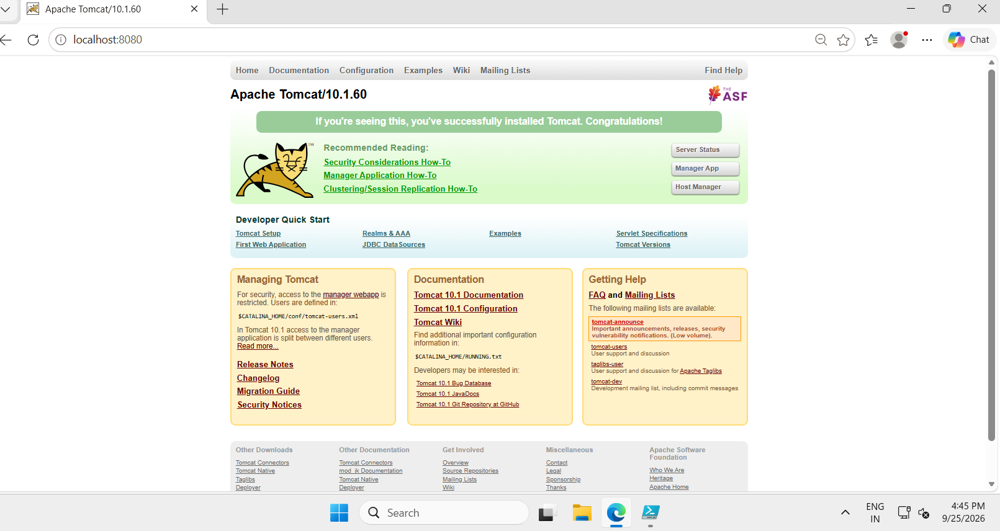 Apache Tomcat/10.1.60
localhost:8080
Chat
Home Documentation Configuration Examples Wiki Mailing Lists Find Help
Apache Tomcat/10.1.60
THE ASF
If you're seeing this, you've successfully installed Tomcat. Congratulations!
TM
Recommended Reading:
Security Considerations How-To
Manager Application How-To
Clustering/Session Replication How-To
Server Status
Manager App
Host Manager
Developer Quick Start
Tomcat Setup
First Web Application
Realms & AAA
JDBC DataSources
Examples
Servlet Specifications
Tomcat Versions
Managing Tomcat
For security, access to the manager webapp is
restricted. Users are defined in:
$CATALINA_HOME/conf/tomcat-users.xml
In Tomcat 10.1 access to the manager
application is split between different users.
Read more...
Release Notes
Changelog
Migration Guide
Security Notices
Documentation
Tomcat 10.1 Documentation
Tomcat 10.1 Configuration
Tomcat Wiki
Find additional important configuration
information in:
$CATALINA_HOME/RUNNING.txt
Developers may be interested in:
Tomcat 10.1 Bug Database
Tomcat 10.1 JavaDocs
Tomcat 10.1 Git Repository at GitHub
Getting Help
FAQ and Mailing Lists
The following mailing lists are available:
tomcat-announce
Important announcements, releases, security
vulnerability notifications. (Low volume).
tomcat-users
User support and discussion
taglibs-user
User support and discussion for Apache Taglibs
tomcat-dev
Development mailing list, including commit messages
Other Downloads
Tomcat Connectors
Tomcat Native
Taglibs
Deployer
Other Documentation
Tomcat Connectors
mod_jk Documentation
Tomcat Native
Deployer
Get Involved
Overview
Source Repositories
Mailing Lists
Wiki
Miscellaneous
Contact
Legal
Sponsorship
Thanks
Apache Software
Foundation
Who We Are
Heritage
Apache Home
Search
ENG
IN
4:45 PM
9/25/2026